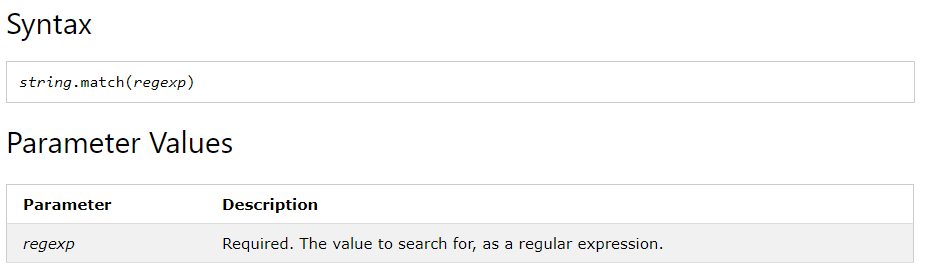 Syntax
string.match(regexp)
Parameter Values
Parameter Description
regexp Required. The value to search for, as a regular expression.